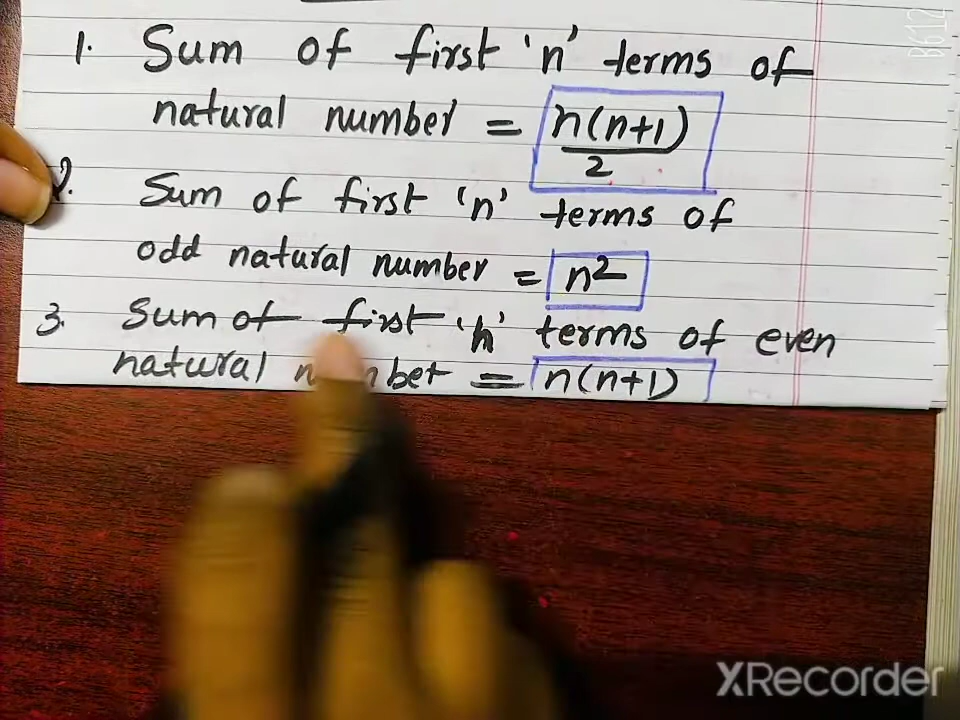 1. Sum of first 'n' terms of
natural number = n(n+1)/2
2. Sum of first 'n' terms of
odd natural number = n²
3. Sum of first 'n' terms of even
natural number = n(n+1)
B612
XRecorder